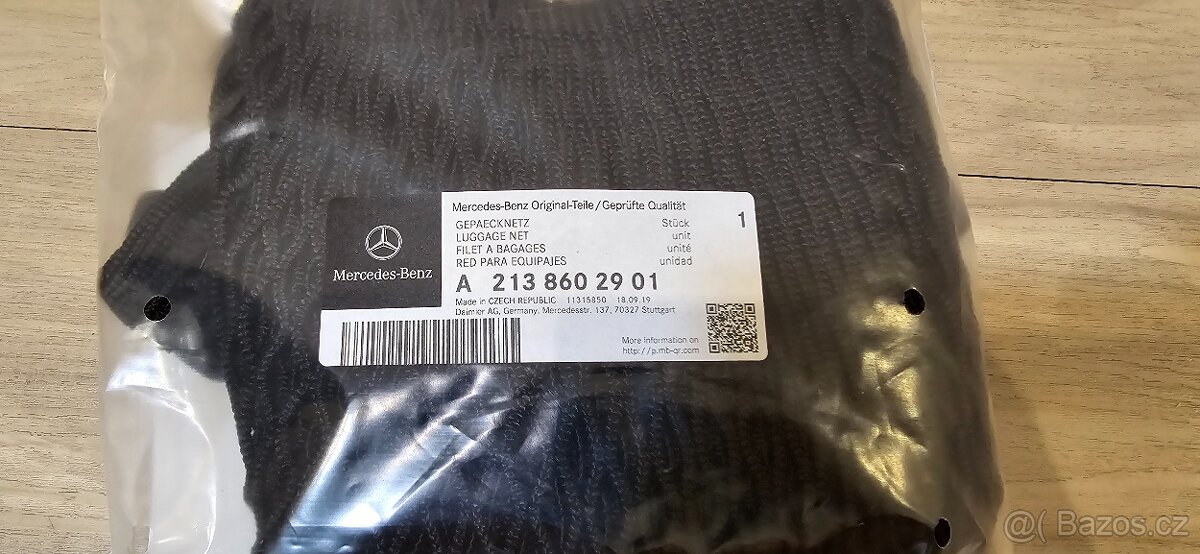 Mercedes-Benz Original-Teile/Geprüfte Qualität
GEPAECKNETZ Stück 1
LUGGAGE NET unit
FILET A BAGAGES unité
RED PARA EQUIPAJES unidad
Mercedes-Benz
A 213 860 29 01
Made in CZECH REPUBLIC 11315850 18.09.19
Daimler AG, Germany, Mercedesstr. 137, 70327 Stuttgart
More information on
http://p.mb-qr.com
@( Bazos.cz